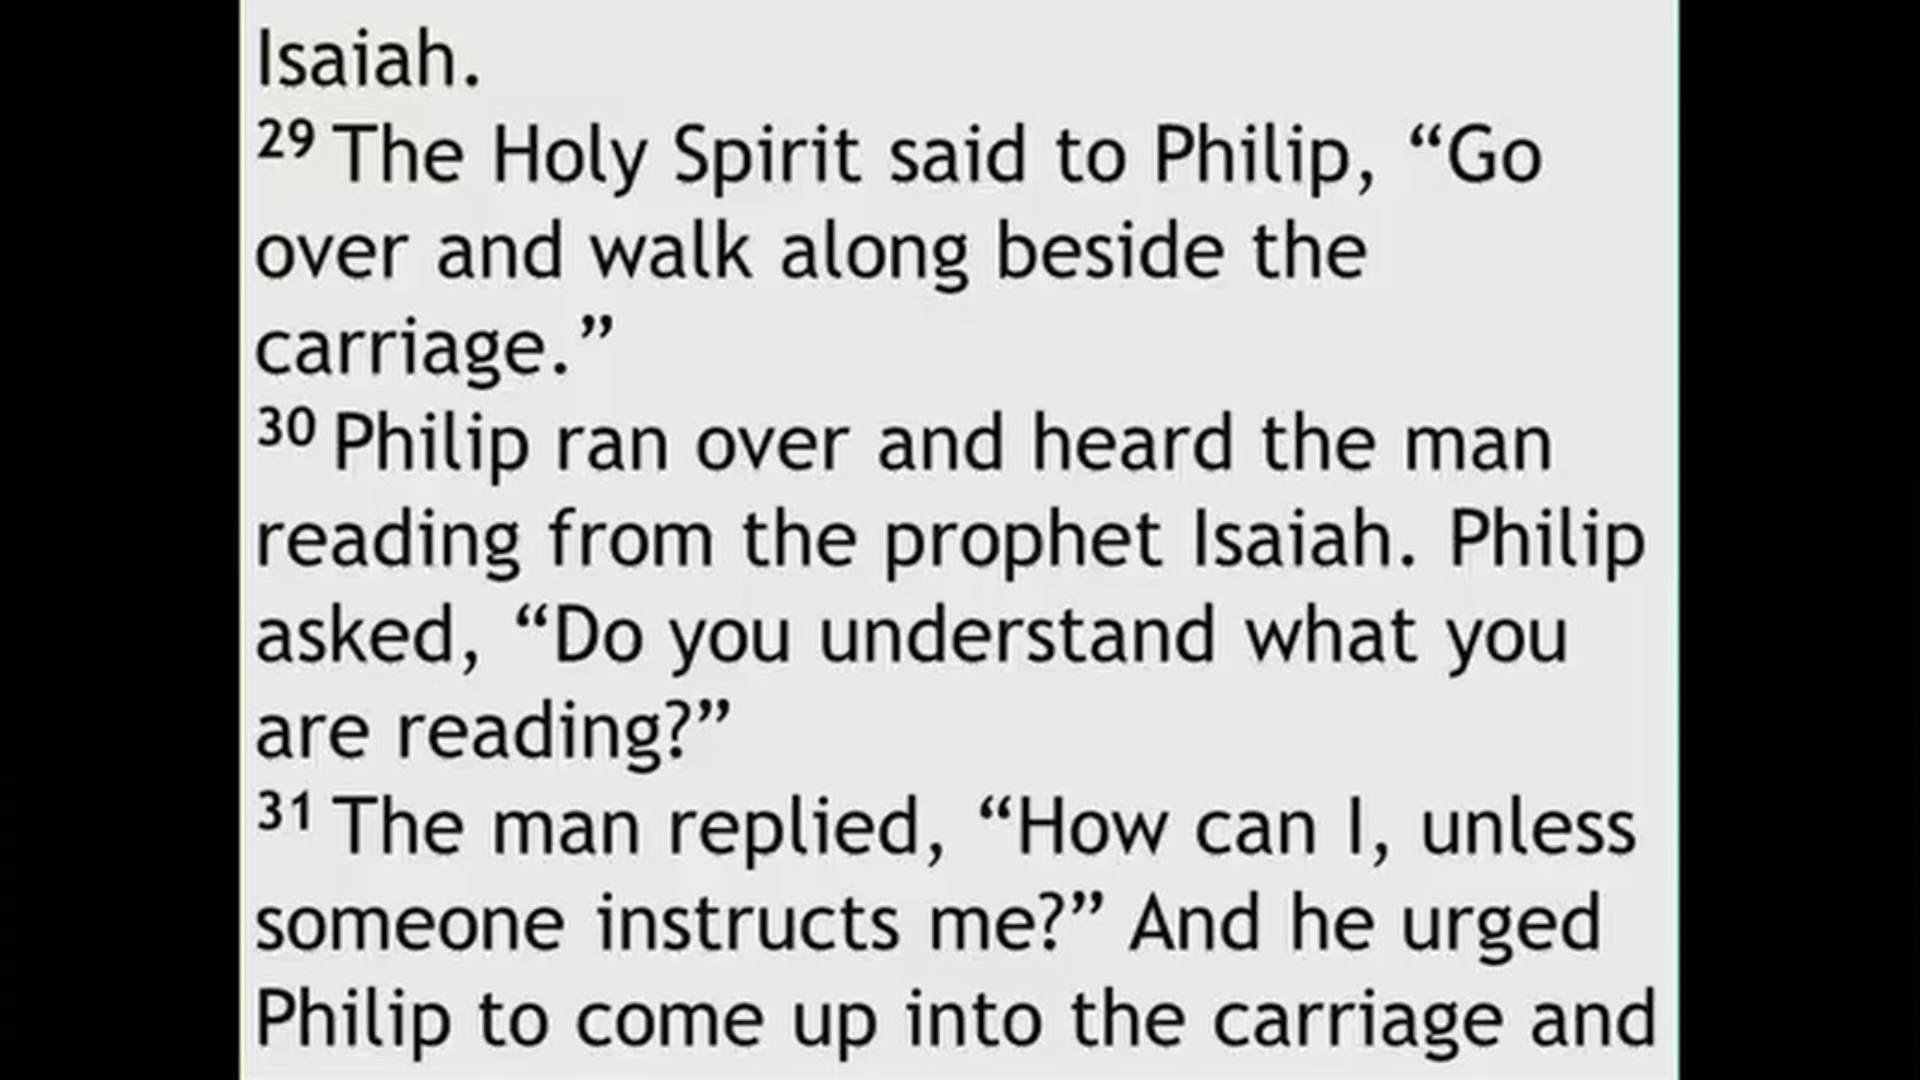 Isaiah.
29 The Holy Spirit said to Philip, “Go
over and walk along beside the
carriage.”
30 Philip ran over and heard the man
reading from the prophet Isaiah. Philip
asked, “Do you understand what you
are reading?”
31 The man replied, “How can I, unless
someone instructs me?” And he urged
Philip to come up into the carriage and